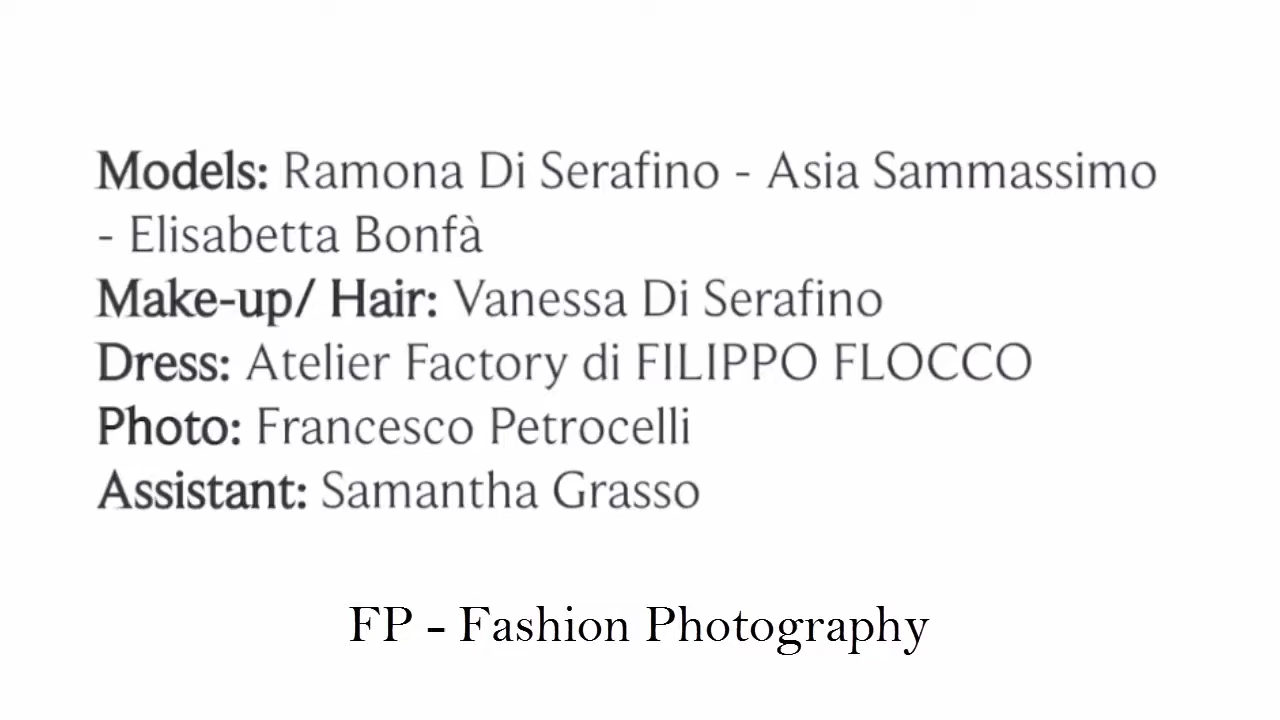 Models: Ramona Di Serafino - Asia Sammassimo
- Elisabetta Bonfà
Make-up/ Hair: Vanessa Di Serafino
Dress: Atelier Factory di FILIPPO FLOCCO
Photo: Francesco Petrocelli
Assistant: Samantha Grasso
FP - Fashion Photography